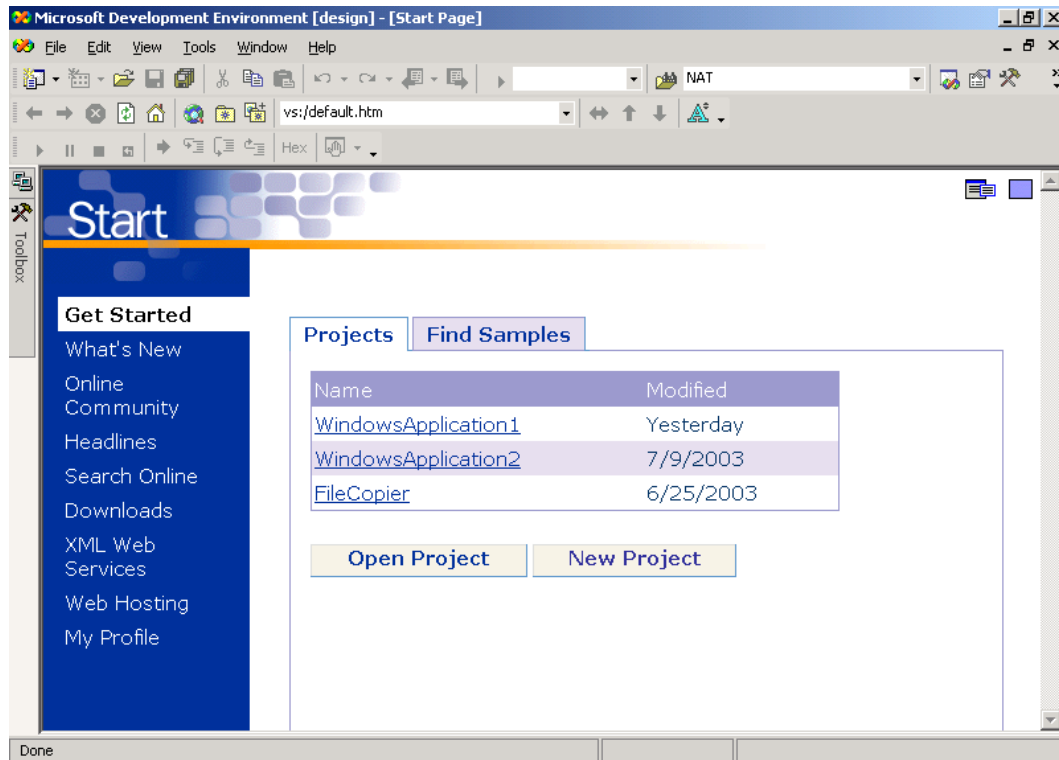 Microsoft Development Environment [design] - [Start Page]
File Edit View Tools Window Help
NAT
vs:/default.htm
Hex
Toolbox
Start
Get Started
What's New
Online
Community
Headlines
Search Online
Downloads
XML Web
Services
Web Hosting
My Profile
Projects Find Samples
Name Modified
WindowsApplication1 Yesterday
WindowsApplication2 7/9/2003
FileCopier 6/25/2003
Open Project New Project
Done